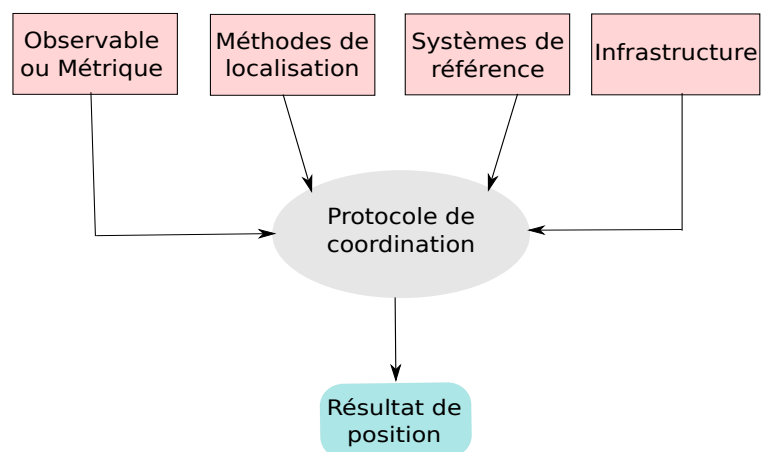 Observable
ou Métrique
Méthodes de
localisation
Systèmes de
référence
Infrastructure
Protocole de
coordination
Résultat de
position